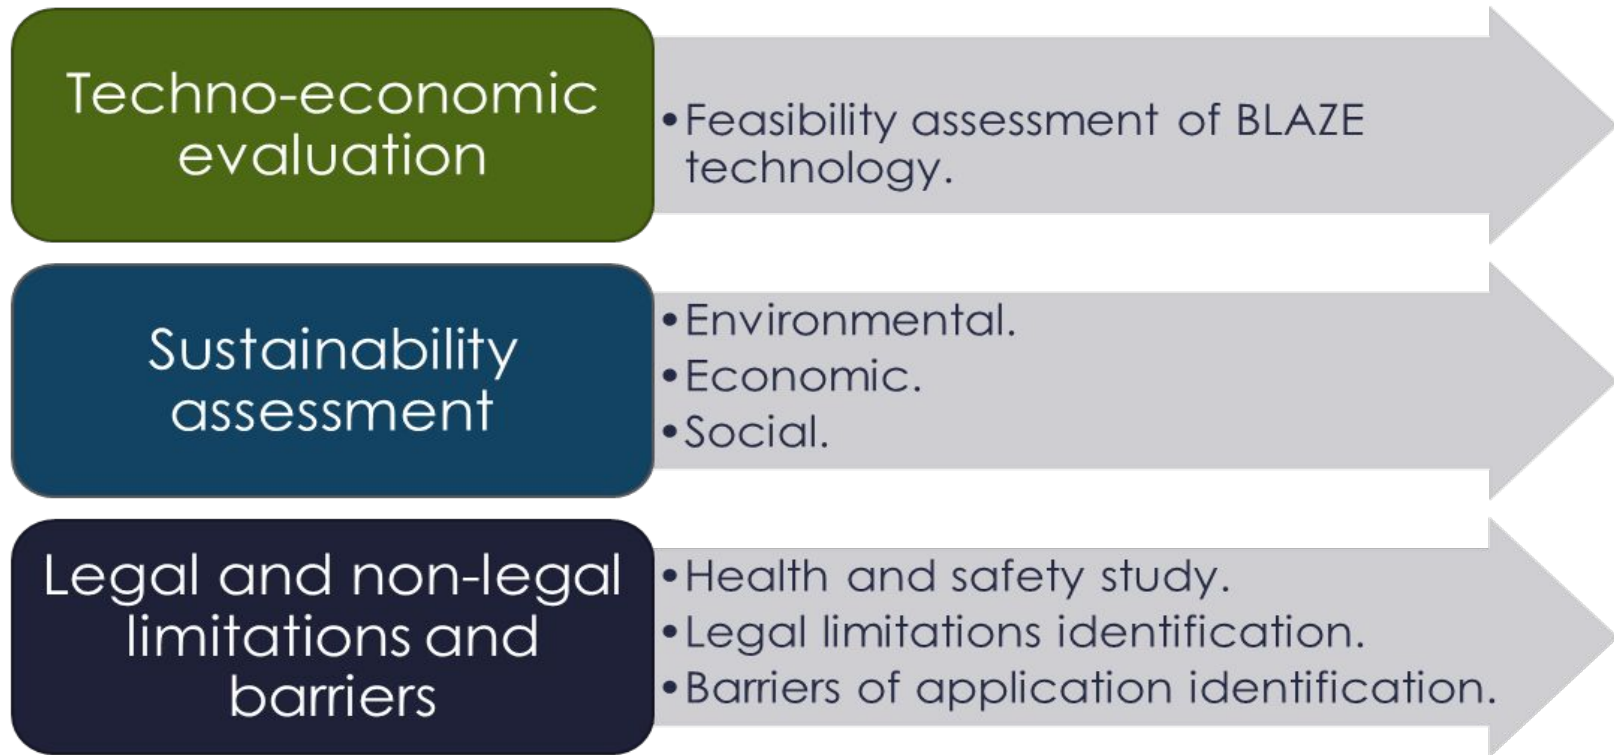 Techno-economic
evaluation
•Feasibility assessment of BLAZE
technology.
Sustainability
assessment
•Environmental.
•Economic.
•Social.
Legal and non-legal
limitations and
barriers
•Health and safety study.
•Legal limitations identification.
•Barriers of application identification.